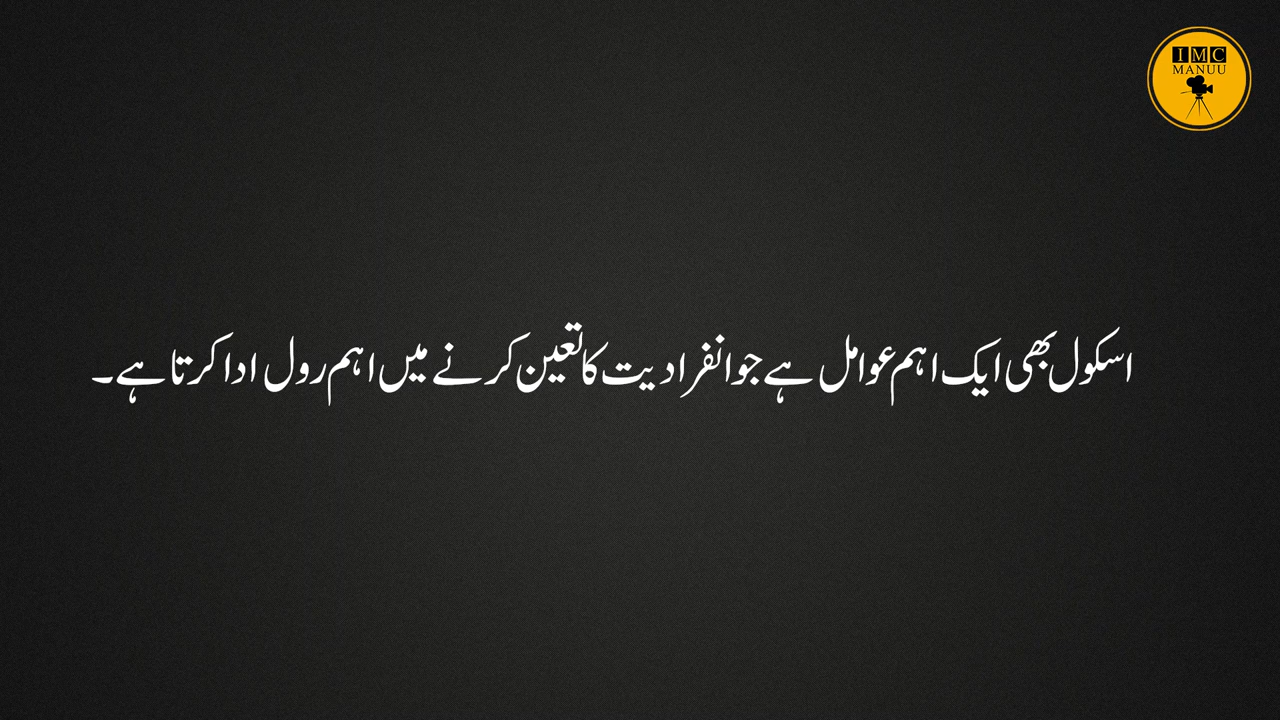 IMC
MANUU
اسکول بھی ایک اہم عوامل ہے جو انفرادیت کا تعین کرنے میں اہم رول ادا کرتا ہے۔